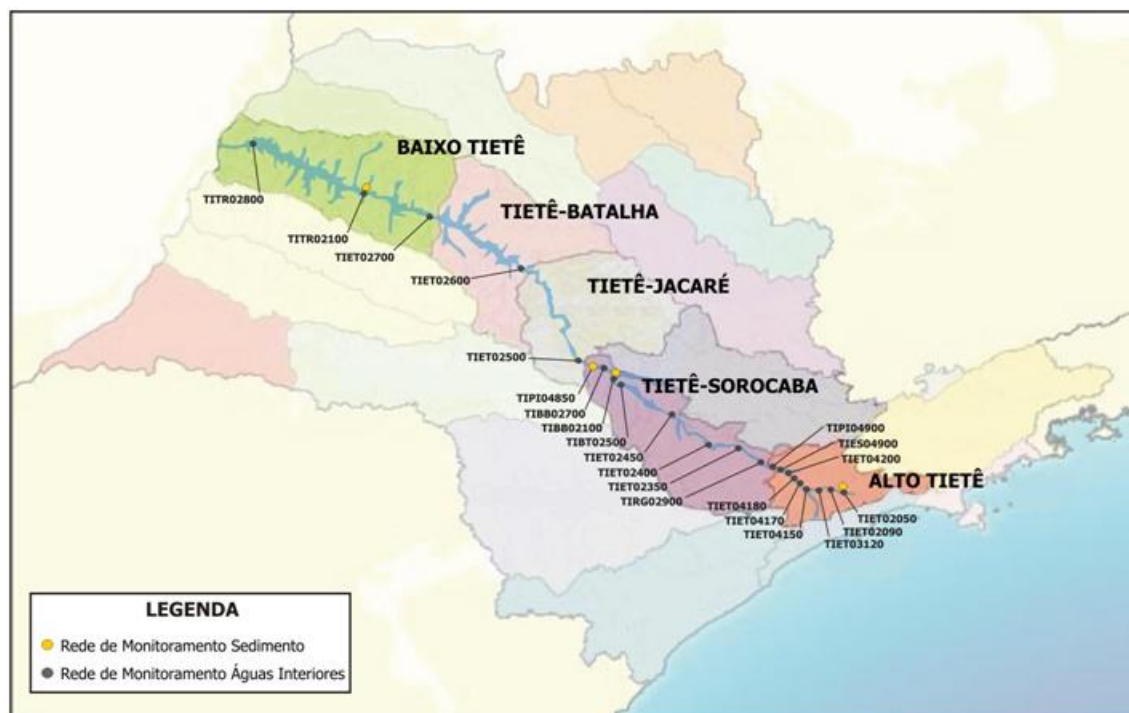 BAIXO TIETÊ
TITR02800
TIETÊ-BATALHA
TITR02100
TIET02700
TIET02600
TIETÊ-JACARÉ
TIET02500
TIETÊ-SOROCABA
TIPI04850
TIBB02700
TIBB02100
TIBT02500
TIET02450
TIET02400
TIET02350
TIRG02900
TIPI04900
TIES04900
TIET04200
ALTO TIETÊ
TIET04180
TIET04170
TIET04150
TIET02050
TIET02090
TIET03120
LEGENDA
Rede de Monitoramento Sedimento
Rede de Monitoramento Águas Interiores